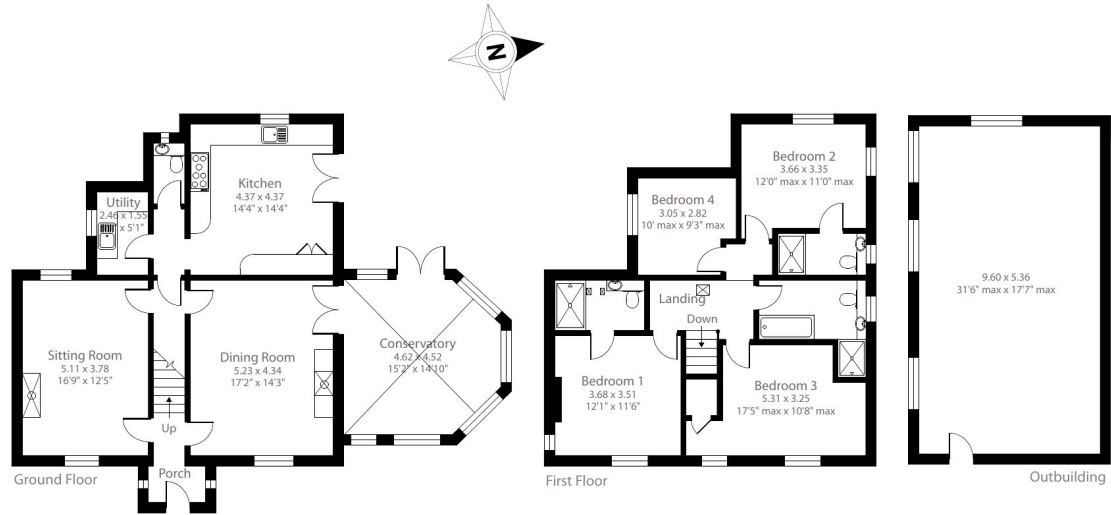 N
Kitchen
4.37 x 4.37
14'4" x 14'4"
Utility
2.46 x 1.55
x 5'1"
Sitting Room
5.11 x 3.78
16'9" x 12'5"
Dining Room
5.23 x 4.34
17'2" x 14'3"
Conservatory
4.62 x 4.52
15'2" x 14'10"
Up
Porch
Ground Floor
Bedroom 2
3.66 x 3.35
12'0" max x 11'0" max
Bedroom 4
3.05 x 2.82
10' max x 9'3" max
Landing
Down
Bedroom 1
3.68 x 3.51
12'1" x 11'6"
Bedroom 3
5.31 x 3.25
17'5" max x 10'8" max
First Floor
9.60 x 5.36
31'6" max x 17'7" max
Outbuilding